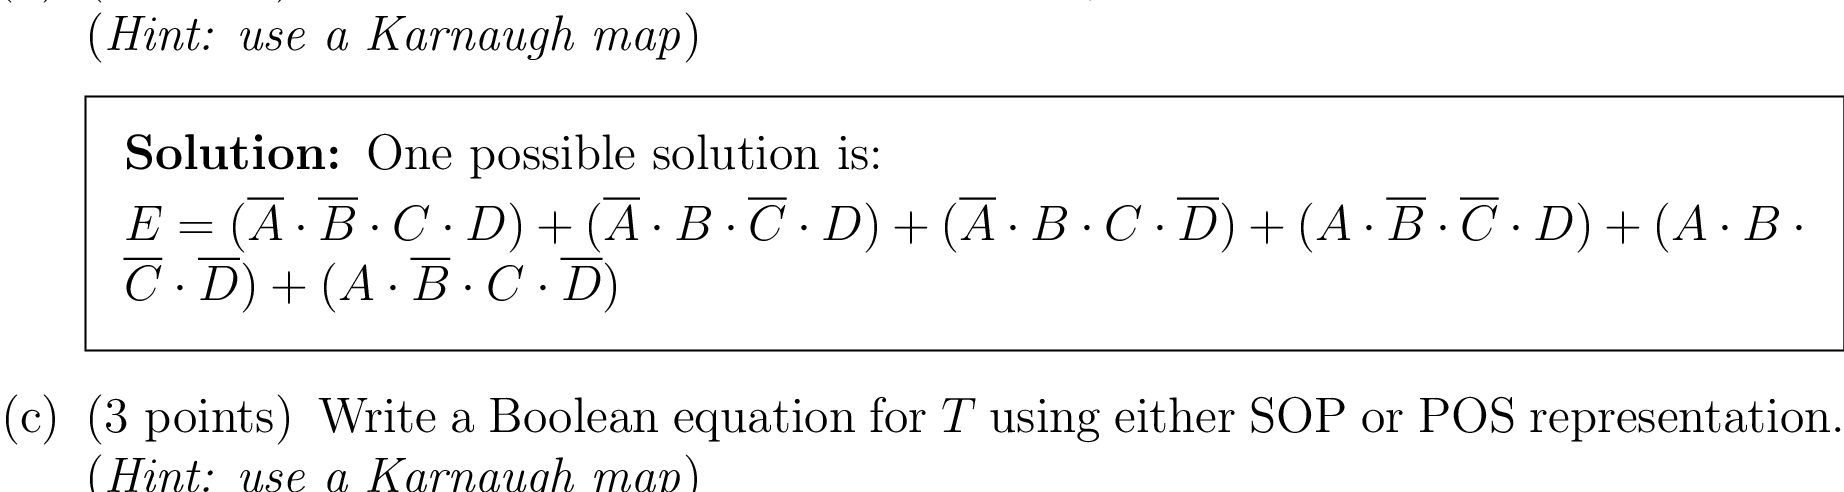 (Hint: use a Karnaugh map)
Solution: One possible solution is:
E = (A̅ · B̅ · C · D) + (A̅ · B · C̅ · D) + (A̅ · B · C · D̅) + (A · B̅ · C̅ · D) + (A · B ·
C̅ · D̅) + (A · B̅ · C · D̅)
(c) (3 points) Write a Boolean equation for T using either SOP or POS representation.
(Hint: use a Karnaugh map)